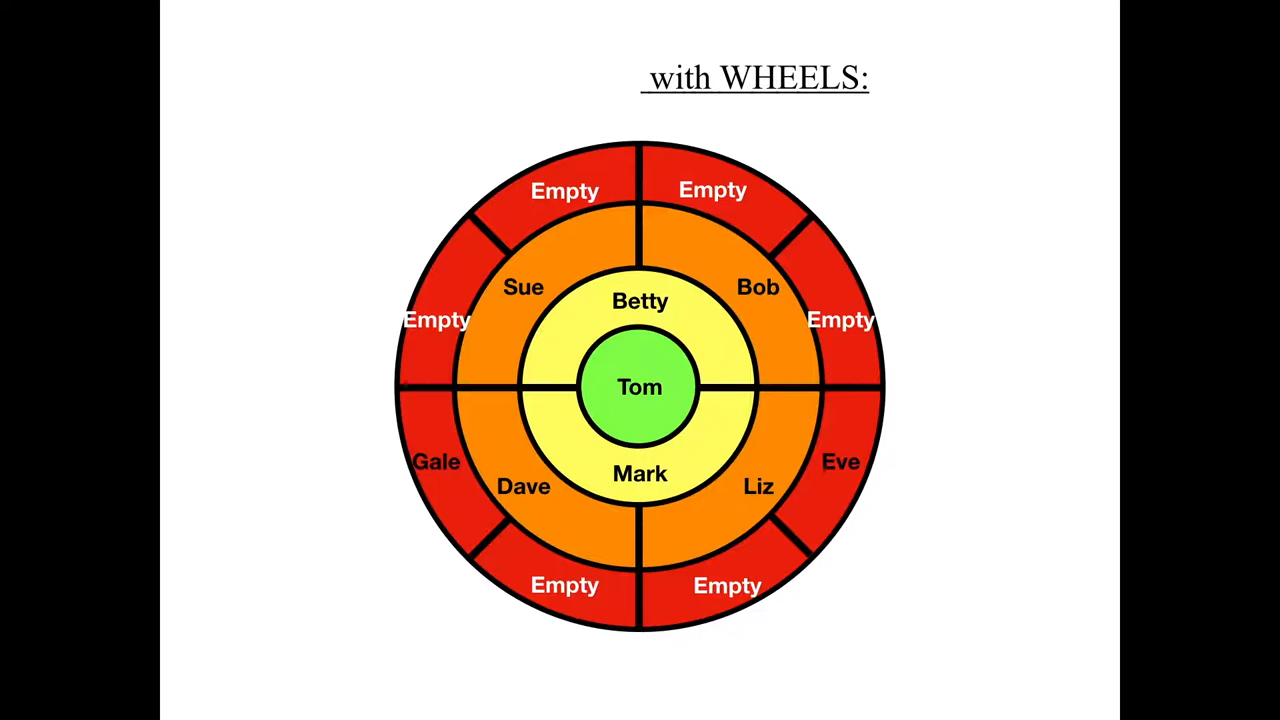 with WHEELS:
Empty Empty
Sue Bob
Betty
Empty Empty
Tom
Gale Eve
Mark
Dave Liz
Empty Empty